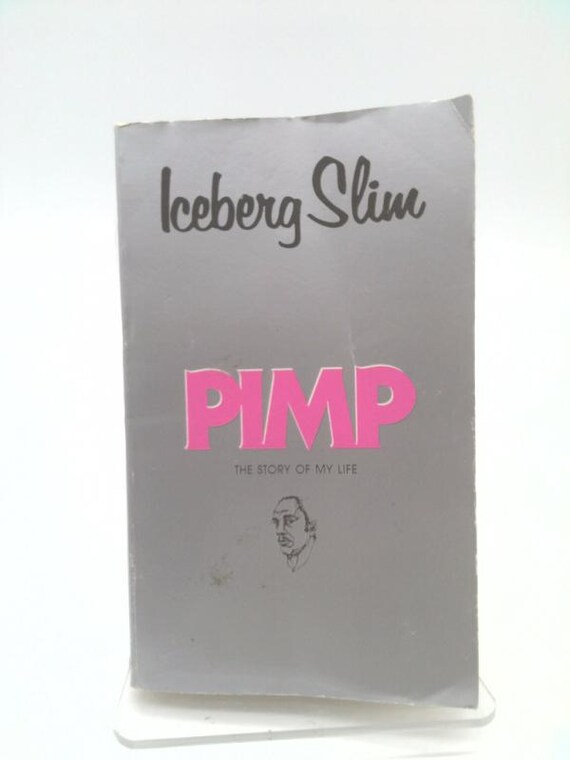 Iceberg Slim
PIMP
THE STORY OF MY LIFE